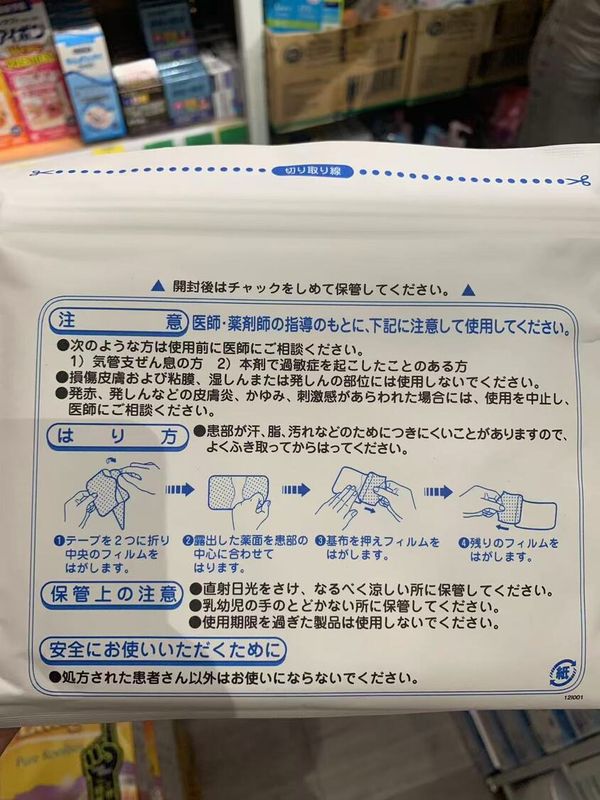 アイボン
切り取り線
▲ 開封後はチャックをしめて保管してください。 ▲
注意
医師・薬剤師の指導のもとに、下記に注意して使用してください。
●次のような方は使用前に医師にご相談ください。
1）気管支ぜん息の方 2）本剤で過敏症を起こしたことのある方
●損傷皮膚および粘膜、湿しんまたは発しんの部位には使用しないでください。
●発赤、発しんなどの皮膚炎、かゆみ、刺激感があらわれた場合には、使用を中止し、
医師にご相談ください。
はり方
●患部が汗、脂、汚れなどのためにつきにくいことがありますので、
よくふき取ってからはってください。
❶テープを2つに折り
中央のフィルムを
はがします。
❷露出した薬面を患部の
中心に合わせて
はります。
❸基布を押えフィルムを
はがします。
❹残りのフィルムを
はがします。
保管上の注意
●直射日光をさけ、なるべく涼しい所に保管してください。
●乳幼児の手のとどかない所に保管してください。
●使用期限を過ぎた製品は使用しないでください。
安全にお使いいただくために
●処方された患者さん以外はお使いにならないでください。
紙
12I001
Pure Rooibos